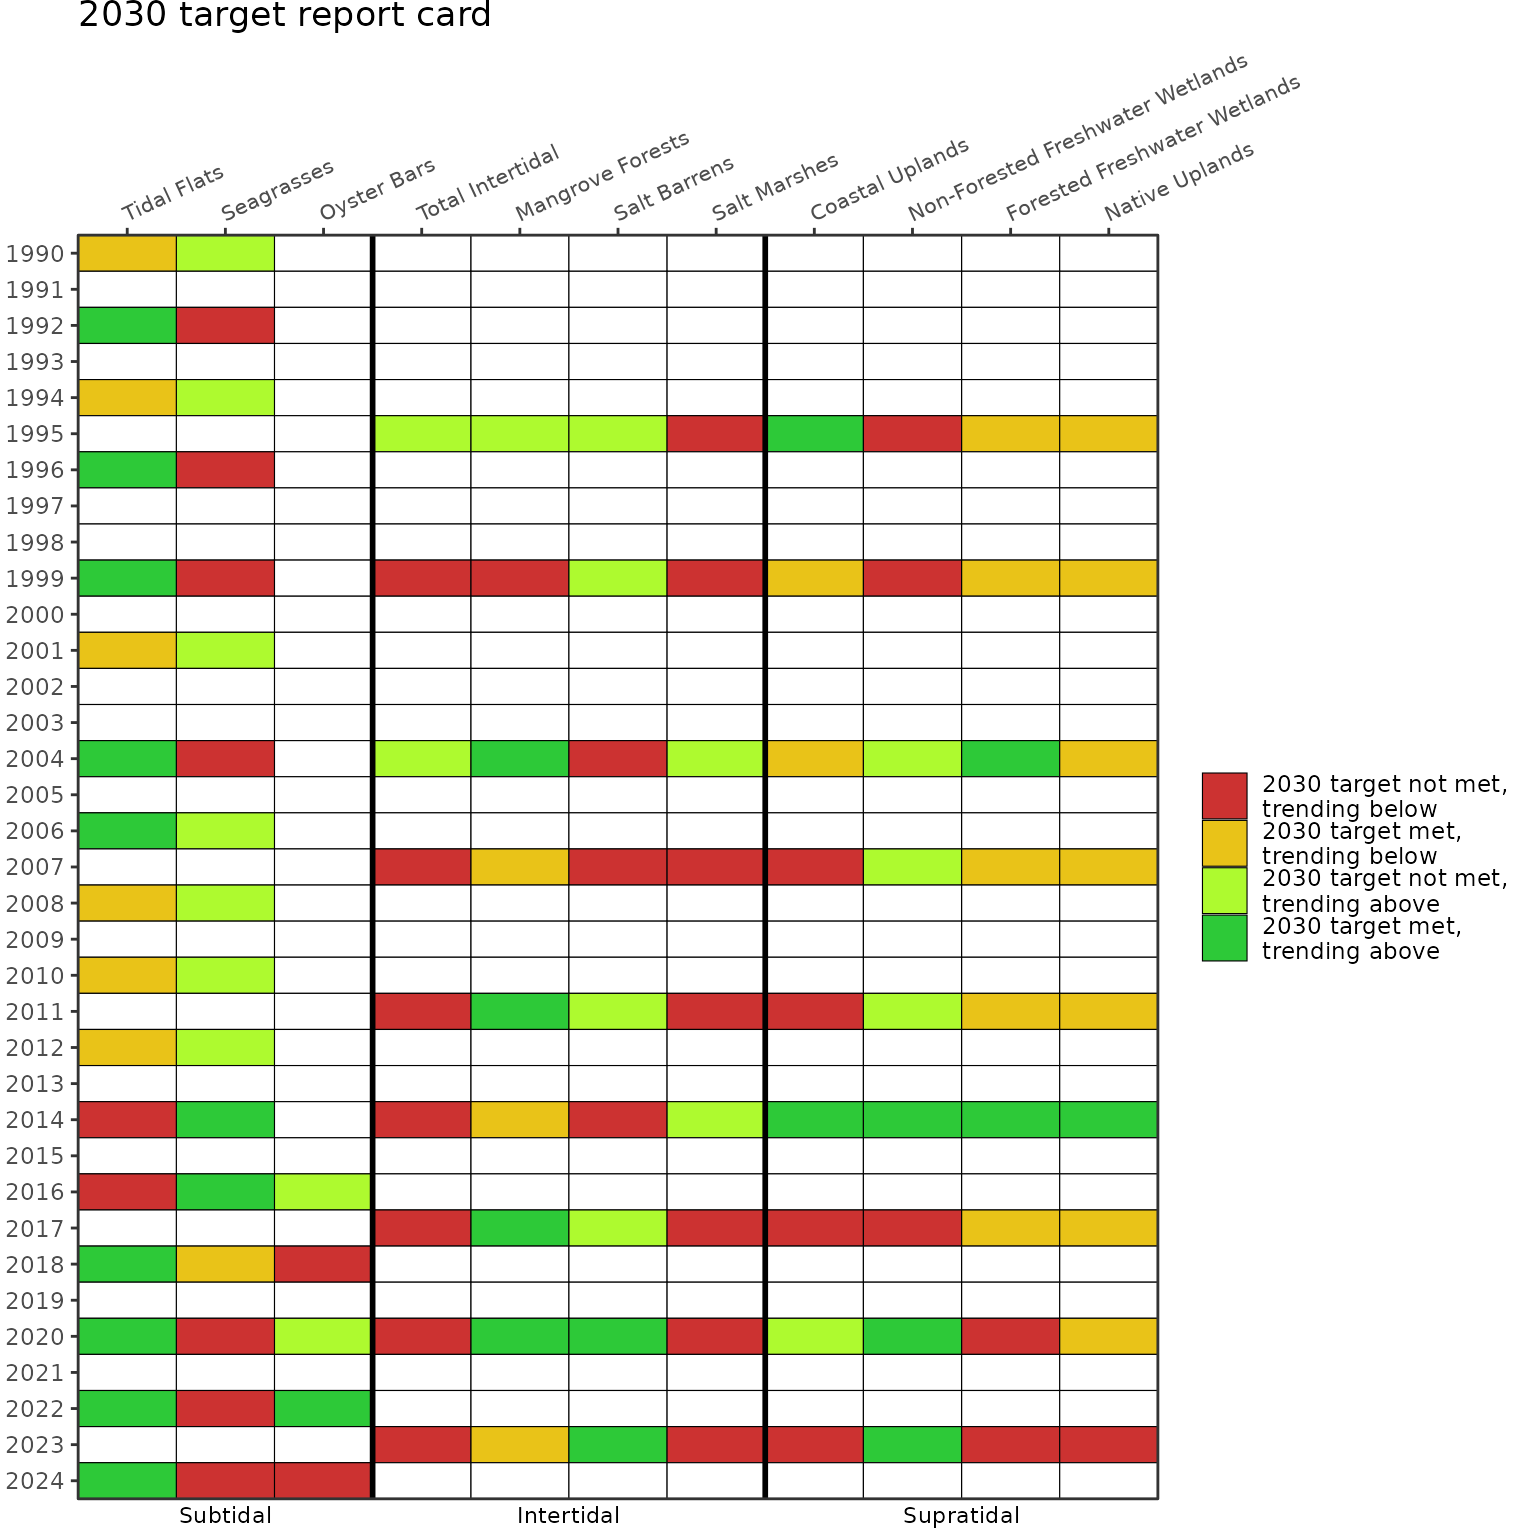 2030 target report card
Tidal Flats
Seagrasses
Oyster Bars
Total Intertidal
Mangrove Forests
Salt Barrens
Salt Marshes
Coastal Uplands
Non-Forested Freshwater Wetlands
Forested Freshwater Wetlands
Native Uplands
1990
1991
1992
1993
1994
1995
1996
1997
1998
1999
2000
2001
2002
2003
2004
2005
2006
2007
2008
2009
2010
2011
2012
2013
2014
2015
2016
2017
2018
2019
2020
2021
2022
2023
2024
Subtidal
Intertidal
Supratidal
2030 target not met,
trending below
2030 target met,
trending below
2030 target not met,
trending above
2030 target met,
trending above